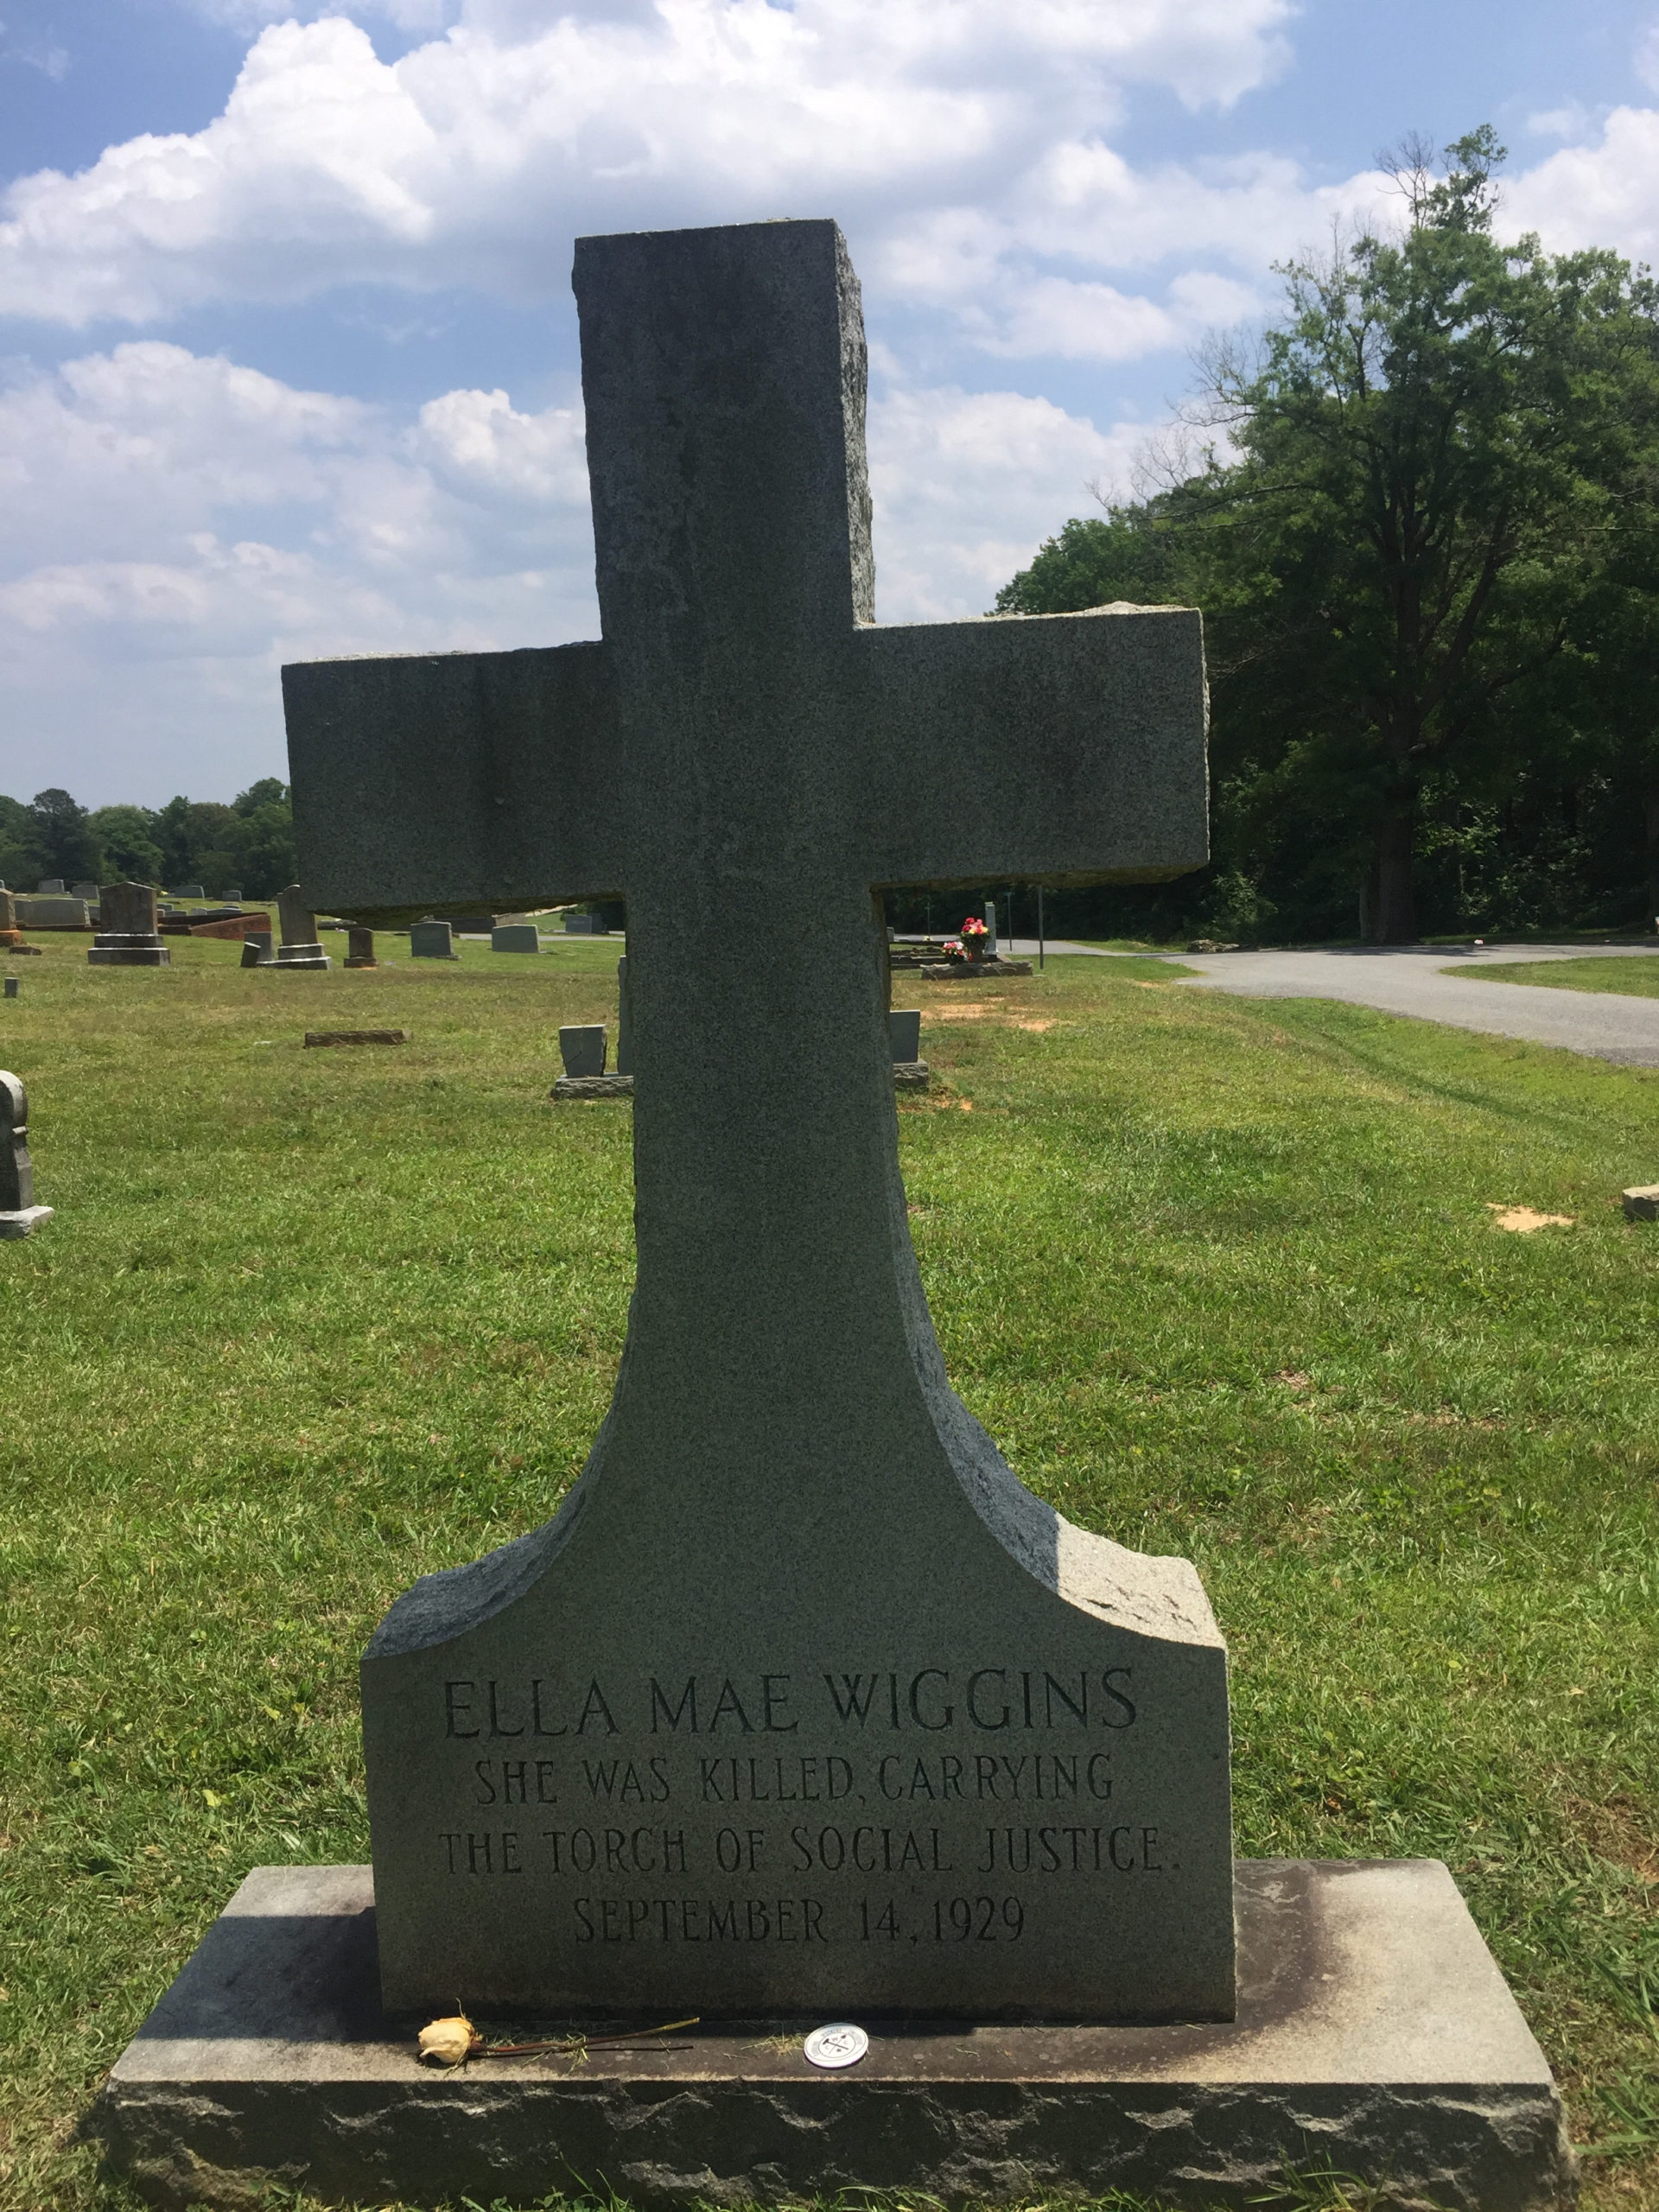 ELLA MAE WIGGINS
SHE WAS KILLED, CARRYING
THE TORCH OF SOCIAL JUSTICE.
SEPTEMBER 14, 1929